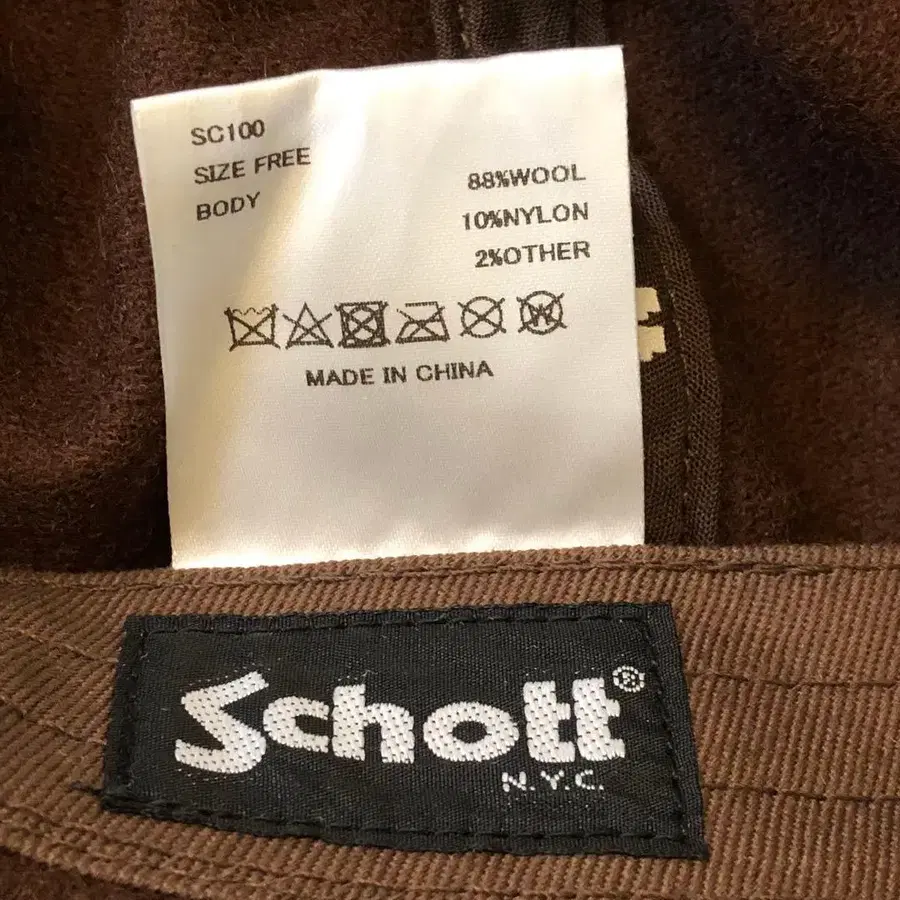 SC100
SIZE FREE
BODY
88%WOOL
10%NYLON
2%OTHER
W
MADE IN CHINA
Schott®
N.Y.C.